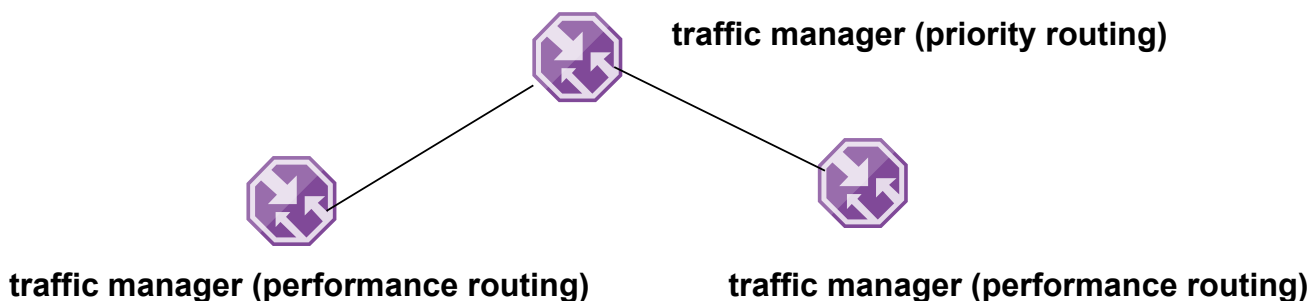 traffic manager (priority routing)
traffic manager (performance routing)
traffic manager (performance routing)